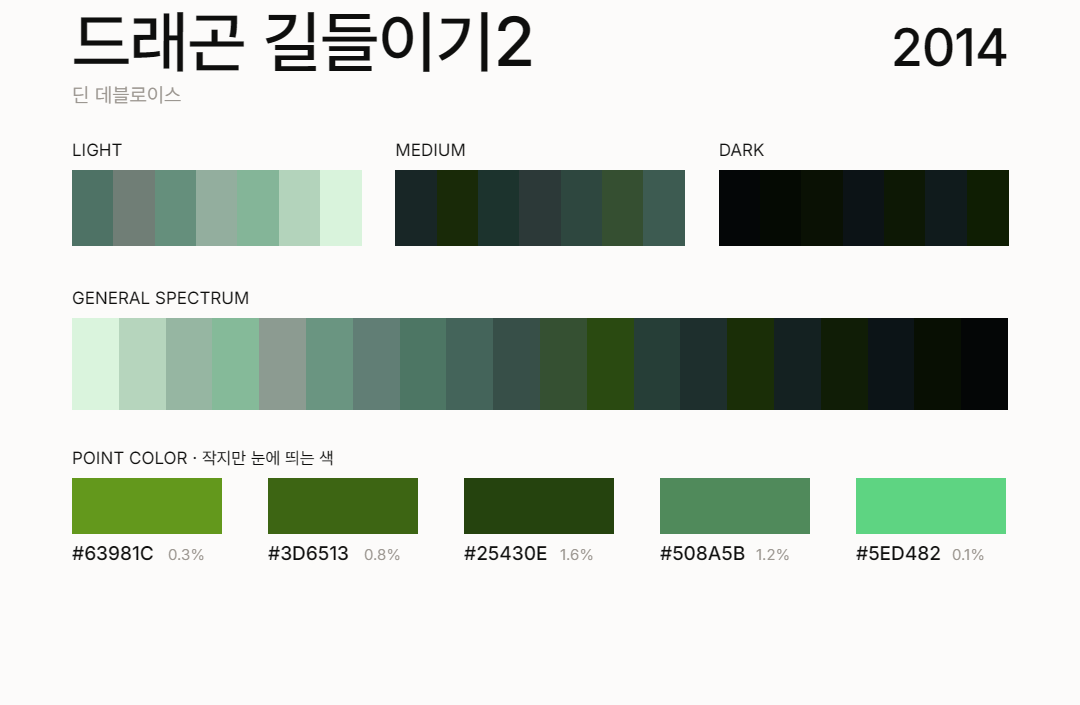 드래곤 길들이기2 2014
딘 데블로이스
LIGHT MEDIUM DARK
GENERAL SPECTRUM
POINT COLOR · 작지만 눈에 띄는 색
#63981C 0.3% #3D6513 0.8% #25430E 1.6% #508A5B 1.2% #5ED482 0.1%